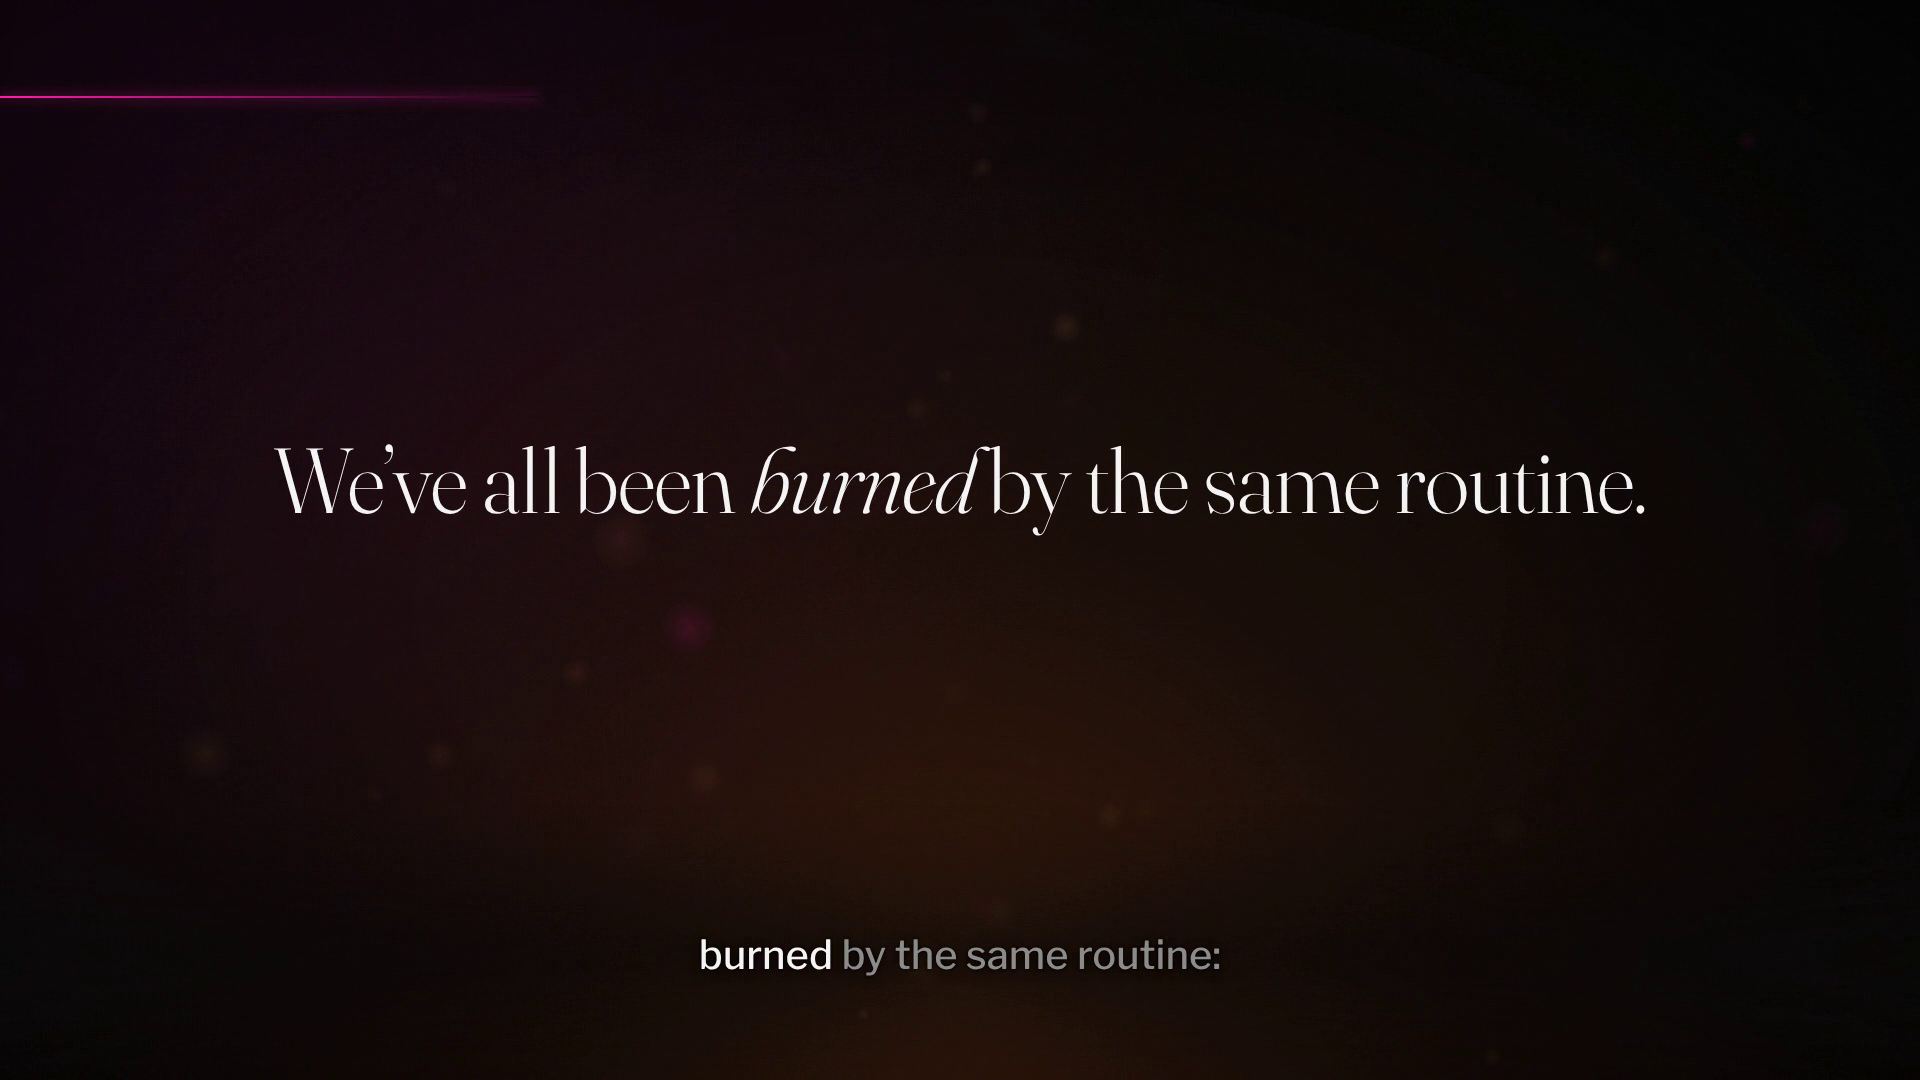 We’ve all been burned by the same routine.
burned by the same routine: